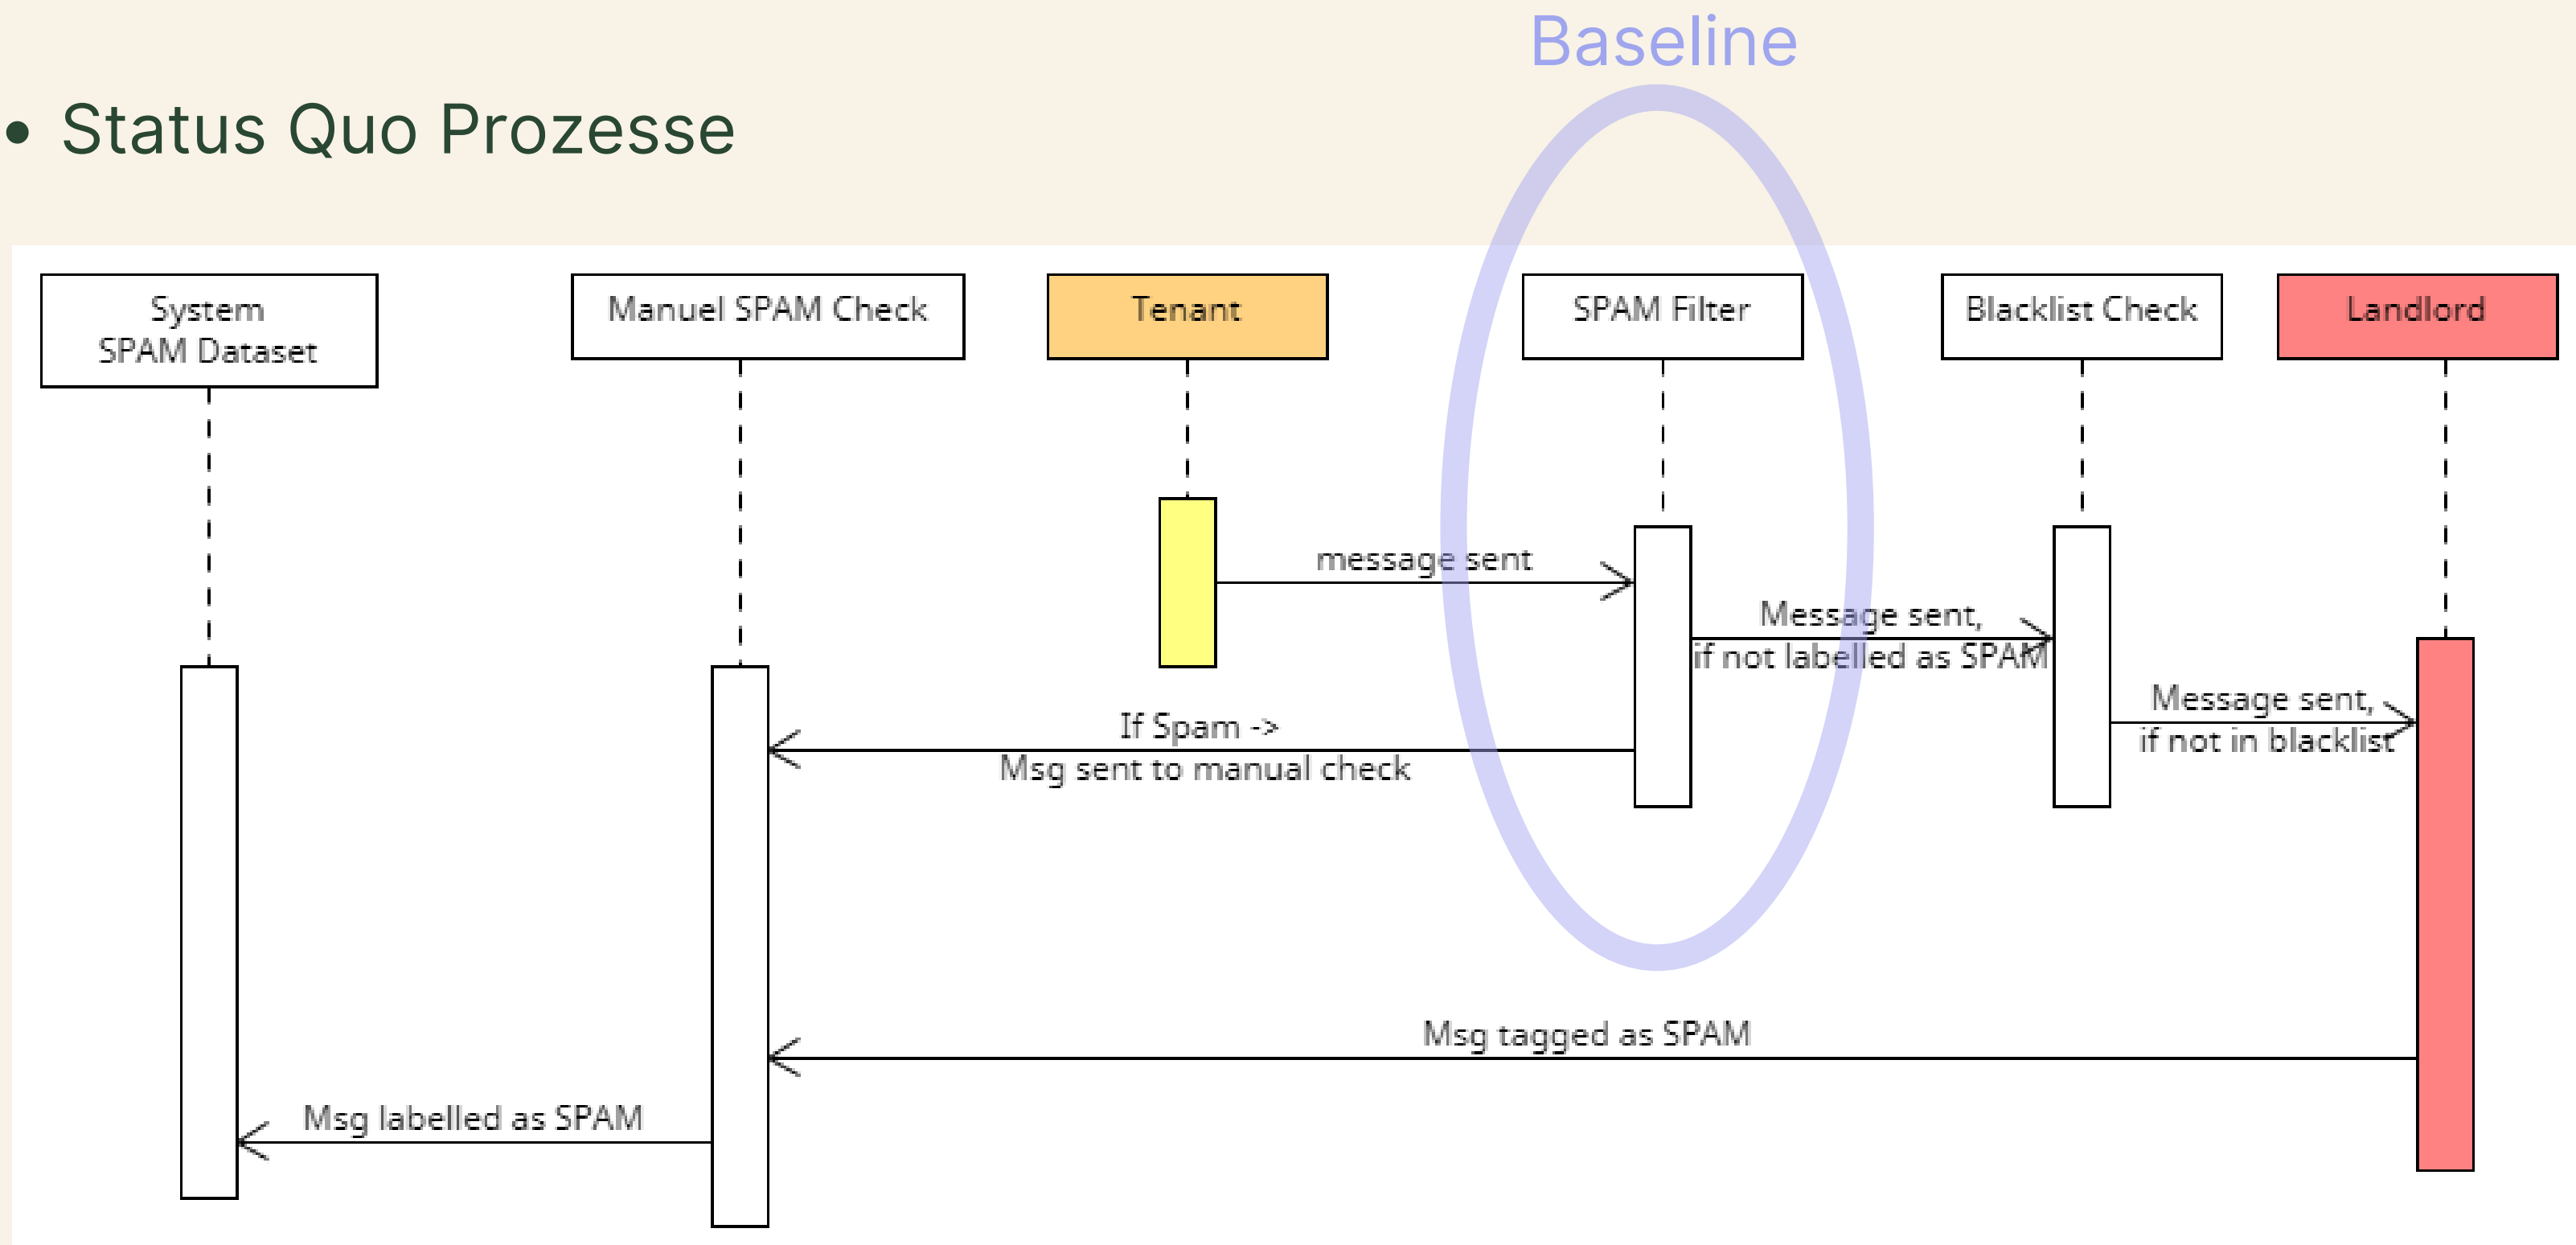 Baseline
• Status Quo Prozesse
System
SPAM Dataset
Manuel SPAM Check
Tenant
SPAM Filter
Blacklist Check
Landlord
message sent
Message sent,
if not labelled as SPAM
Message sent,
if not in blacklist
If Spam ->
Msg sent to manual check
Msg tagged as SPAM
Msg labelled as SPAM